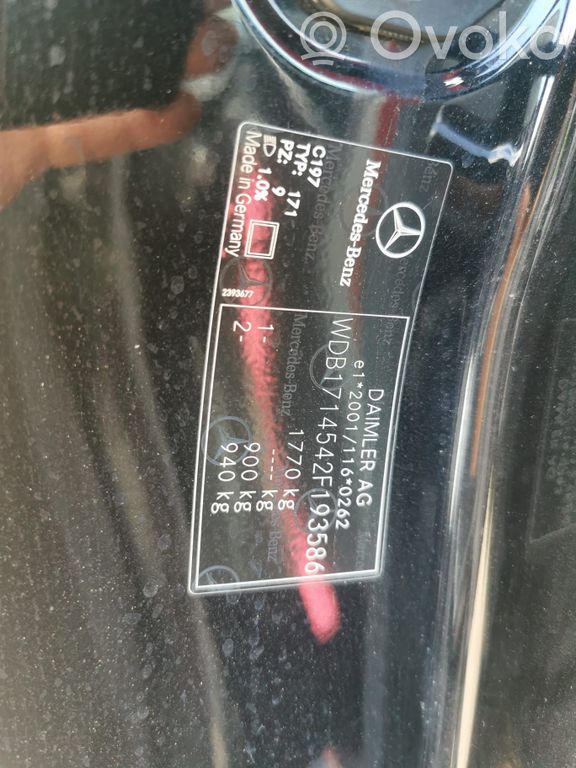 Ovoko
Mercedes-Benz
C197
TYP: 171
PZ: 9
1.0%
Made in Germany
2393677
DAIMLER AG
e1*2001/116*0262
WDB1714542F193586
1770 kg
---- kg
1- 900 kg
2- 940 kg